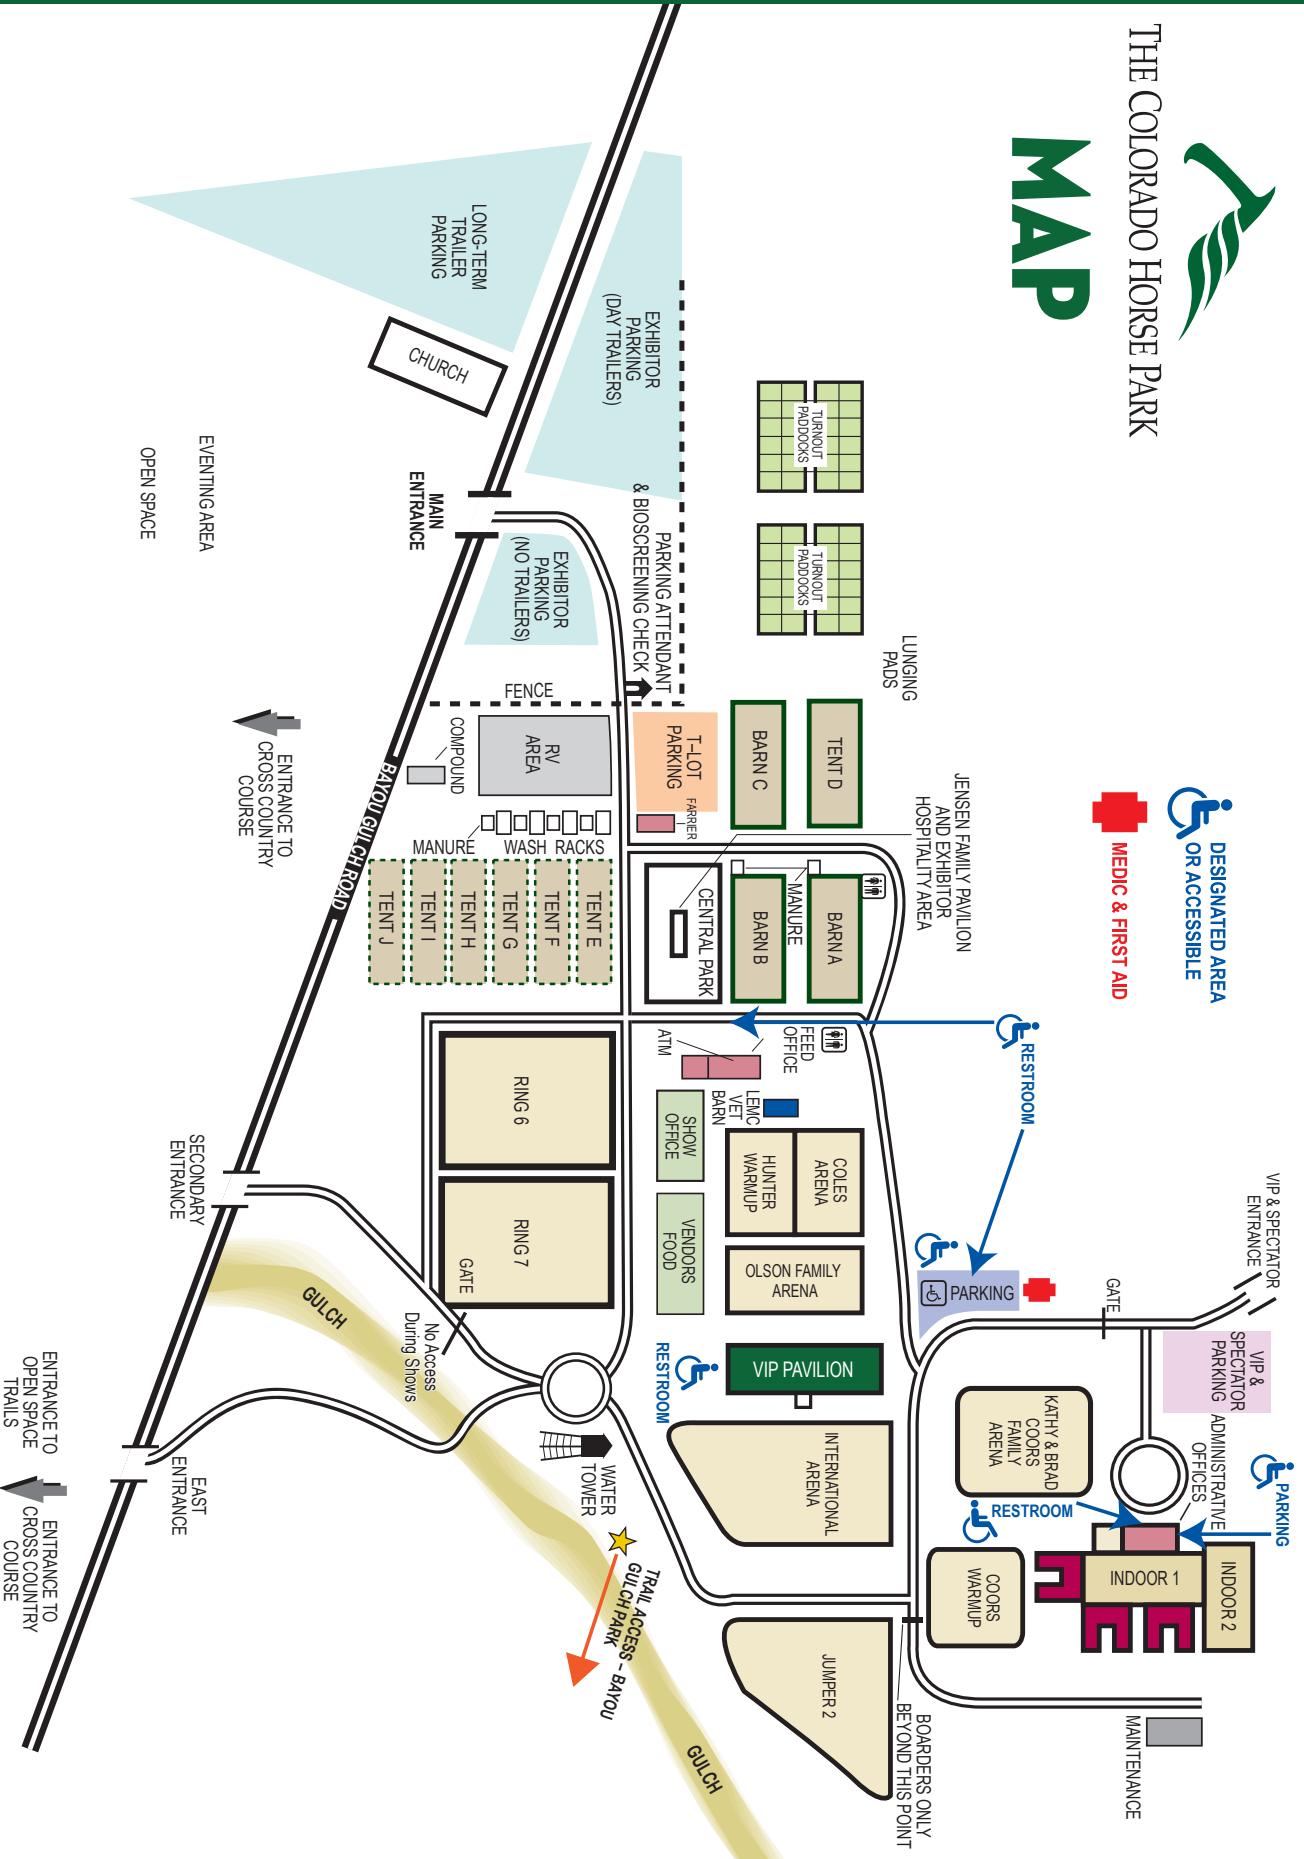 THE COLORADO HORSE PARK
MAP
DESIGNATED AREA
OR ACCESSIBLE
MEDIC & FIRST AID
VIP & SPECTATOR
ENTRANCE
GATE
VIP &
SPECTATOR
PARKING
ADMINISTRATIVE
OFFICES
PARKING
KATHY & BRAD
COORS
FAMILY
ARENA
RESTROOM
INDOOR 1
INDOOR 2
COORS
WARMUP
MAINTENANCE
BOARDERS ONLY
BEYOND THIS POINT
RESTROOM
PARKING
LUNGING
PADS
JENSEN FAMILY PAVILION
AND EXHIBITOR
HOSPITALITY AREA
TURNOUT
PADDOCKS
TURNOUT
PADDOCKS
TENT D
BARN C
BARN A
MANURE
BARN B
FEED
OFFICE
ATM
LEMC
VET
BARN
COLES
ARENA
HUNTER
WARMUP
OLSON FAMILY
ARENA
VIP PAVILION
RESTROOM
INTERNATIONAL
ARENA
JUMPER 2
SHOW
OFFICE
VENDORS
FOOD
CENTRAL PARK
T-LOT
PARKING
FARRIER
PARKING ATTENDANT
& BIOSCREENING CHECK
EXHIBITOR
PARKING
(DAY TRAILERS)
LONG-TERM
TRAILER
PARKING
CHURCH
EXHIBITOR
PARKING
(NO TRAILERS)
MAIN
ENTRANCE
FENCE
RV
AREA
COMPOUND
MANURE
WASH RACKS
TENT E
TENT F
TENT G
TENT H
TENT I
TENT J
RING 6
RING 7
GATE
No Access
During Shows
WATER
TOWER
TRAIL ACCESS - BAYOU
GULCH PARK
GULCH
GULCH
BAYOU GULCH ROAD
EVENTING AREA
OPEN SPACE
ENTRANCE TO
CROSS COUNTRY
COURSE
SECONDARY
ENTRANCE
EAST
ENTRANCE
ENTRANCE TO
OPEN SPACE
TRAILS
ENTRANCE TO
CROSS COUNTRY
COURSE